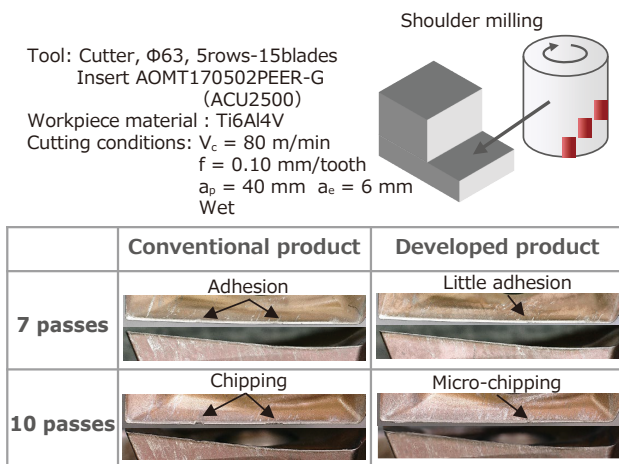 Shoulder milling
Tool: Cutter, Φ63, 5rows-15blades
Insert AOMT170502PEER-G
(ACU2500)
Workpiece material : Ti6Al4V
Cutting conditions: Vc = 80 m/min
f = 0.10 mm/tooth
ap = 40 mm ae = 6 mm
Wet
Conventional product
Developed product
7 passes
Adhesion
Little adhesion
10 passes
Chipping
Micro-chipping